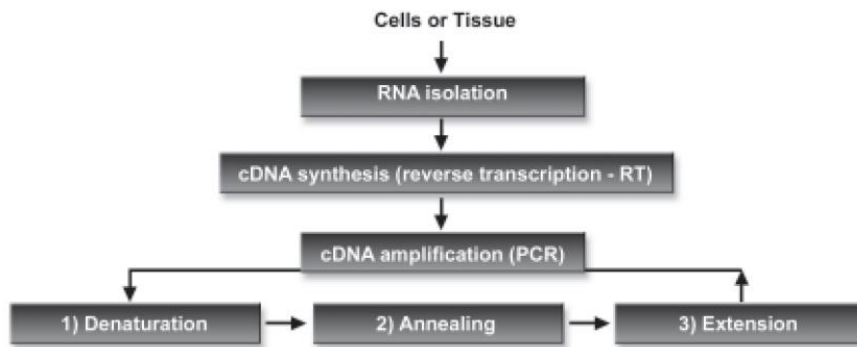 Cells or Tissue
RNA isolation
cDNA synthesis (reverse transcription - RT)
cDNA amplification (PCR)
1) Denaturation
2) Annealing
3) Extension